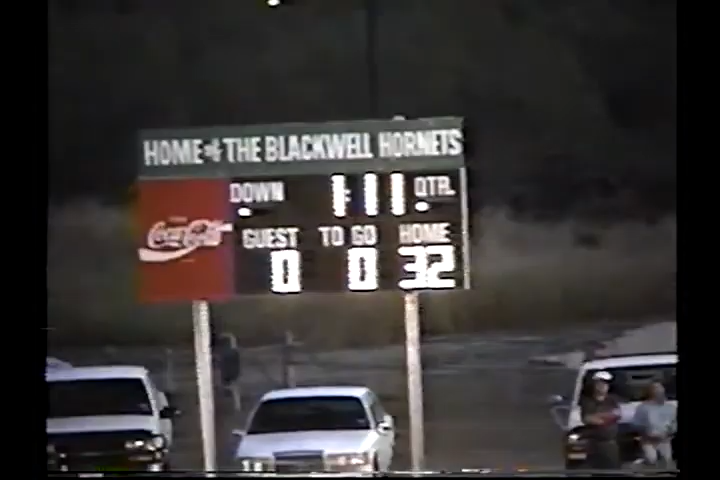 HOME of THE BLACKWELL HORNETS
DOWN 1:11 QTR.
Coca-Cola
GUEST TO GO HOME
0 0 32